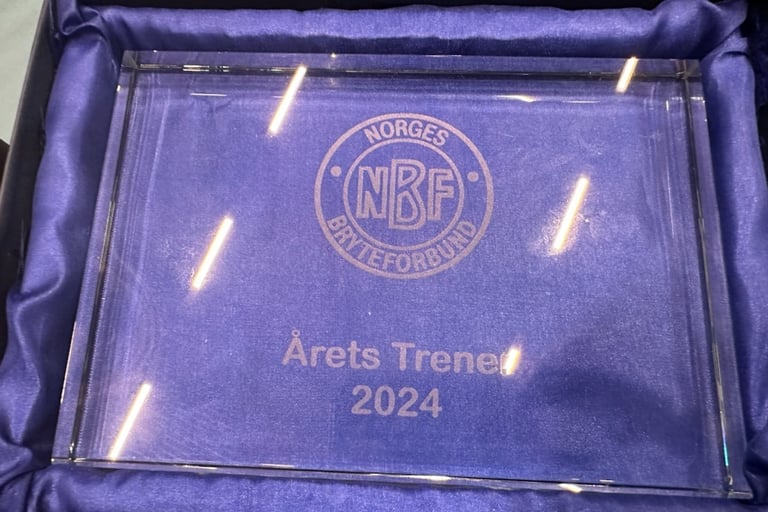 NORGES
NBF
BRYTEFORBUND
Årets Trener
2024